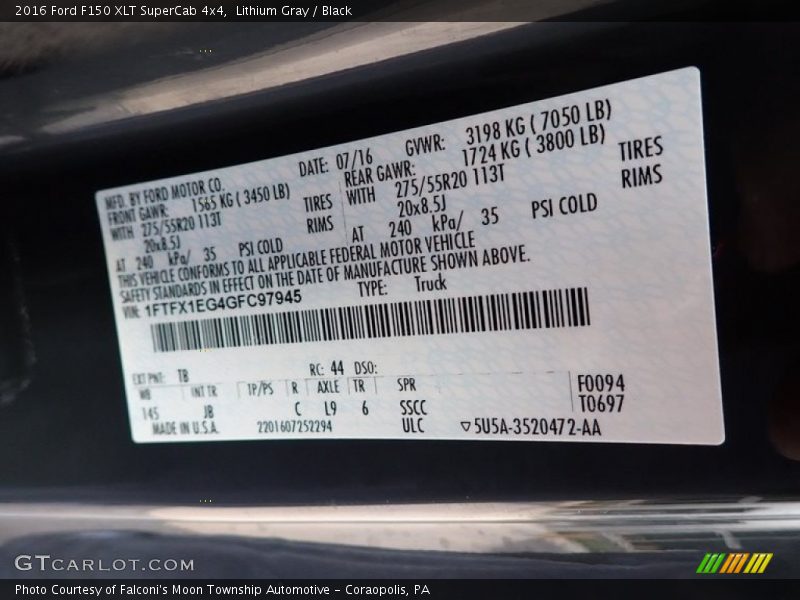 2016 Ford F150 XLT SuperCab 4x4, Lithium Gray / Black
MFD. BY FORD MOTOR CO. DATE: 07/16 GVWR: 3198 KG ( 7050 LB)
FRONT GAWR: 1565 KG ( 3450 LB) REAR GAWR: 1724 KG ( 3800 LB)
WITH 275/55R20 113T TIRES WITH 275/55R20 113T TIRES
20x8.5J RIMS 20x8.5J RIMS
AT 240 kPa/ 35 PSI COLD AT 240 kPa/ 35 PSI COLD
THIS VEHICLE CONFORMS TO ALL APPLICABLE FEDERAL MOTOR VEHICLE
SAFETY STANDARDS IN EFFECT ON THE DATE OF MANUFACTURE SHOWN ABOVE.
VIN: 1FTFX1EG4GFC97945 TYPE: Truck
EXT PNT: TB RC: 44 DSO:
WB INT TR TP/PS R AXLE TR SPR F0094
145 JB C L9 6 SSCC T0697
MADE IN U.S.A. 2201607252294 ULC ▽5U5A-3520472-AA
GTCARLOT.COM
Photo Courtesy of Falconi's Moon Township Automotive - Coraopolis, PA